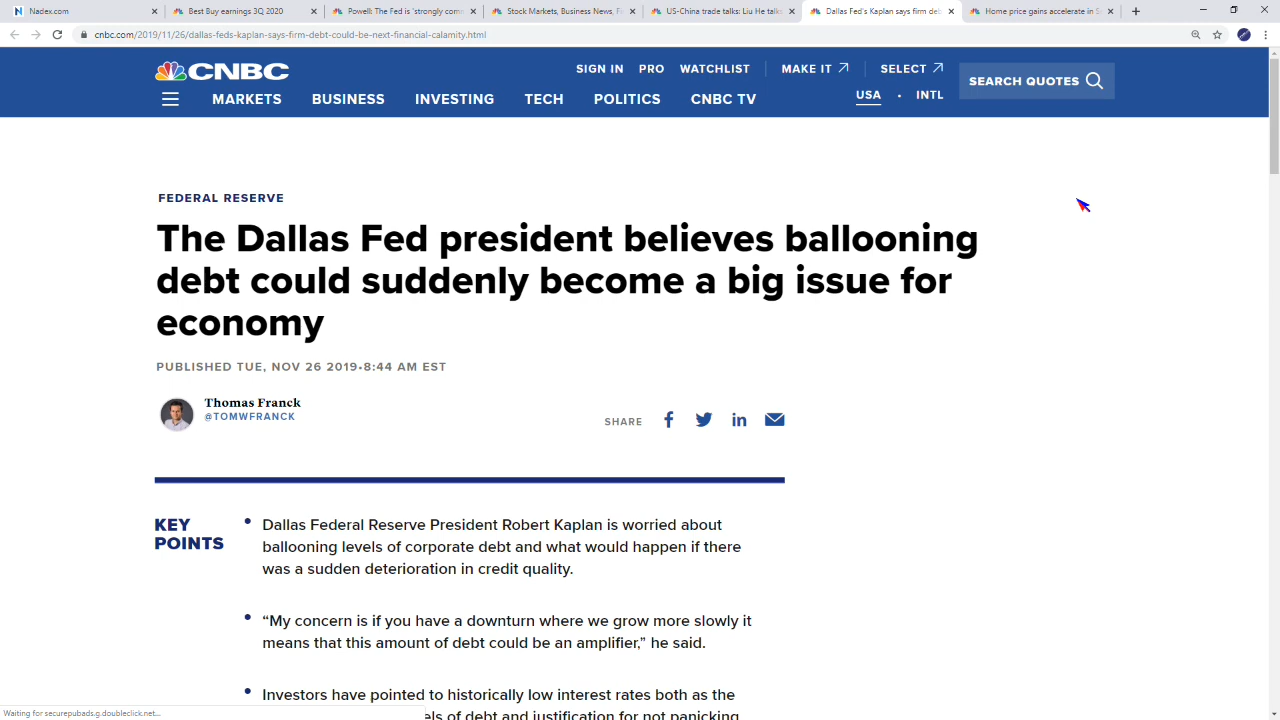 Nadex.com
Best Buy earnings 3Q 2020
Powell: The Fed is 'strongly com
Stock Markets, Business News, Fi
US-China trade talks: Liu He talks
Dallas Fed's Kaplan says firm deb
Home price gains accelerate in S
cnbc.com/2019/11/26/dallas-feds-kaplan-says-firm-debt-could-be-next-financial-calamity.html
CNBC
SIGN IN PRO WATCHLIST MAKE IT SELECT
USA • INTL
SEARCH QUOTES
MARKETS BUSINESS INVESTING TECH POLITICS CNBC TV
FEDERAL RESERVE
The Dallas Fed president believes ballooning
debt could suddenly become a big issue for
economy
PUBLISHED TUE, NOV 26 2019•8:44 AM EST
Thomas Franck
@TOMWFRANCK
SHARE
KEY
POINTS
• Dallas Federal Reserve President Robert Kaplan is worried about
ballooning levels of corporate debt and what would happen if there
was a sudden deterioration in credit quality.
• “My concern is if you have a downturn where we grow more slowly it
means that this amount of debt could be an amplifier,” he said.
• Investors have pointed to historically low interest rates both as the
els of debt and justification for not panicking
Waiting for securepubads.g.doubleclick.net...